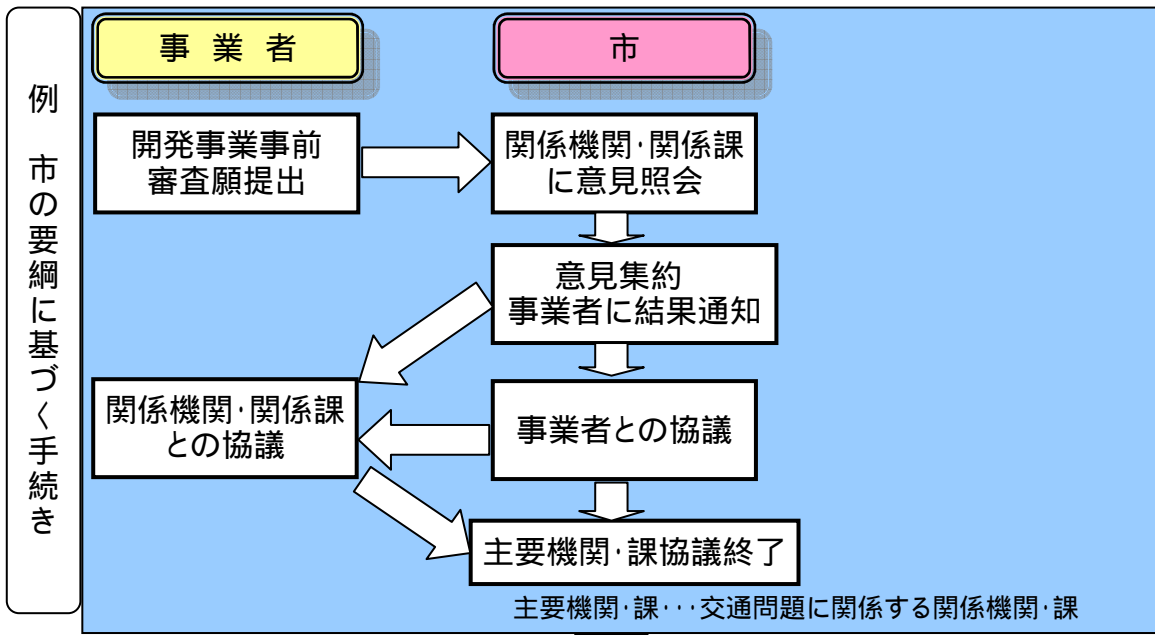 例 市の要綱に基づく手続き
事 業 者
市
開発事業事前
審査願提出
関係機関・関係課
に意見照会
意見集約
事業者に結果通知
関係機関・関係課
との協議
事業者との協議
主要機関・課協議終了
主要機関・課・・・交通問題に関係する関係機関・課